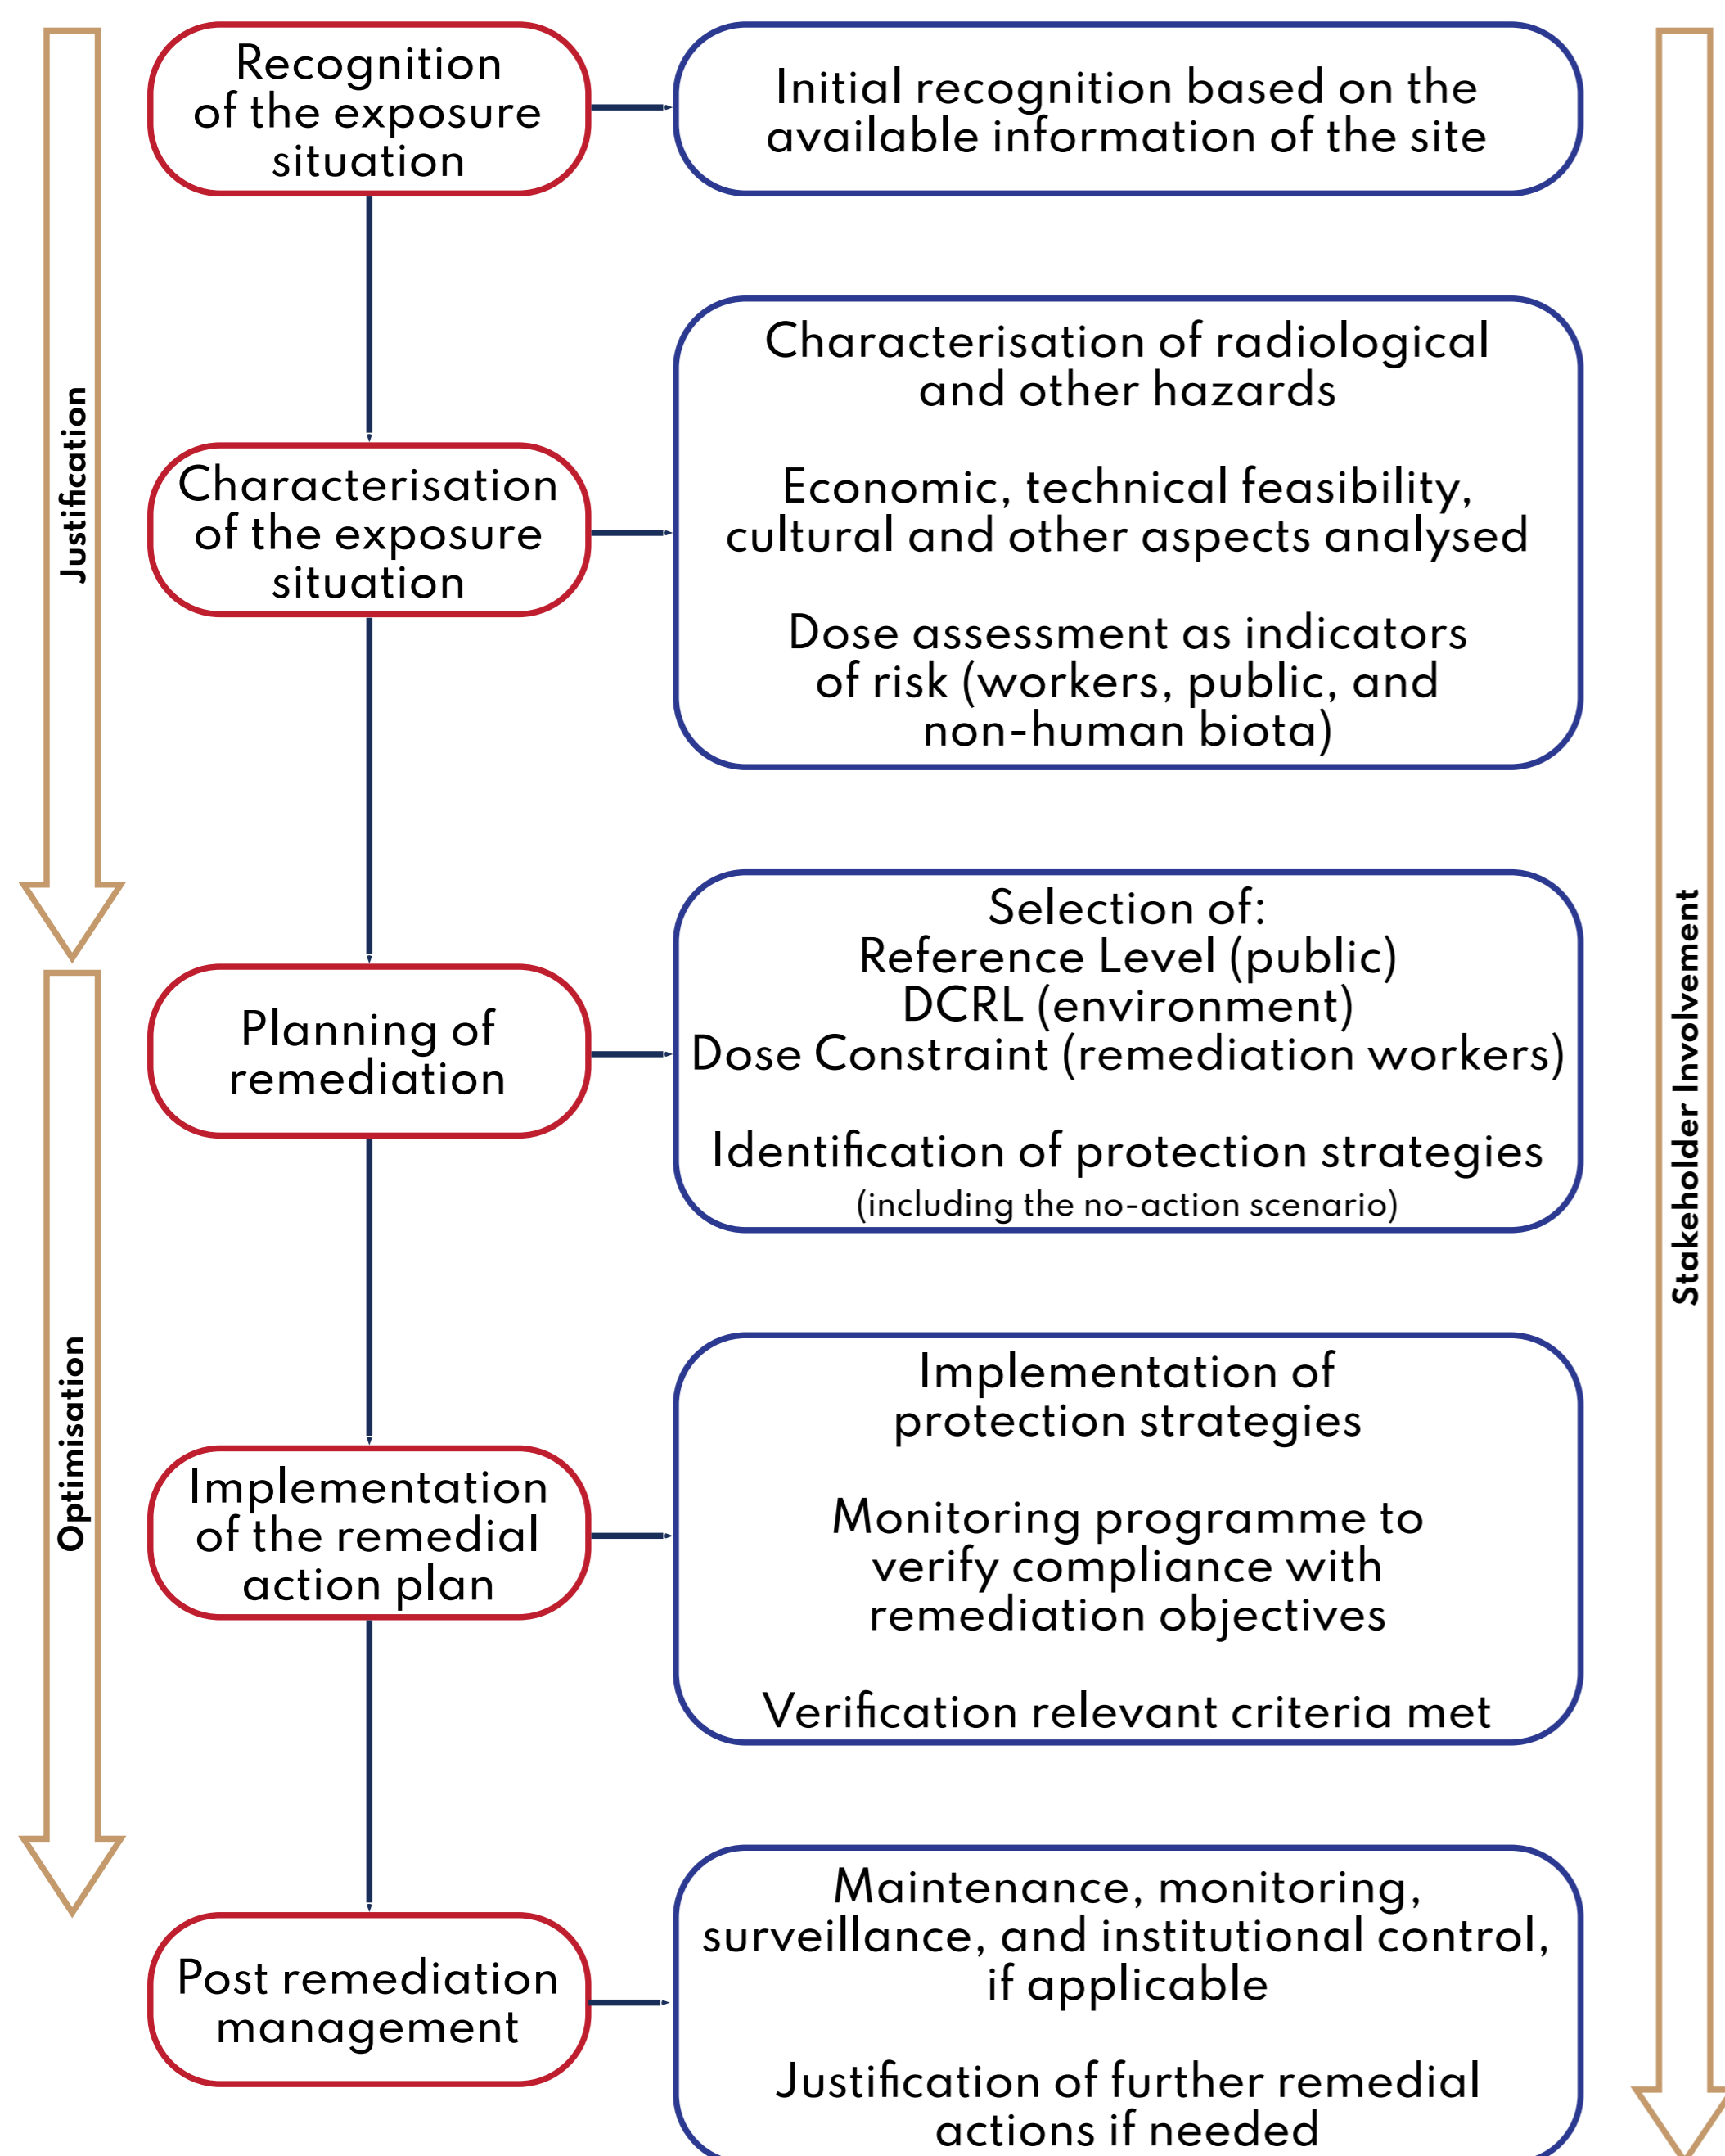 Recognition
of the exposure
situation
Initial recognition based on the
available information of the site
Justification
Characterisation
of the exposure
situation
Characterisation of radiological
and other hazards
Economic, technical feasibility,
cultural and other aspects analysed
Dose assessment as indicators
of risk (workers, public, and
non-human biota)
Planning of
remediation
Selection of:
Reference Level (public)
DCRL (environment)
Dose Constraint (remediation workers)
Identification of protection strategies
(including the no-action scenario)
Stakeholder Involvement
Optimisation
Implementation
of the remedial
action plan
Implementation of
protection strategies
Monitoring programme to
verify compliance with
remediation objectives
Verification relevant criteria met
Post remediation
management
Maintenance, monitoring,
surveillance, and institutional control,
if applicable
Justification of further remedial
actions if needed